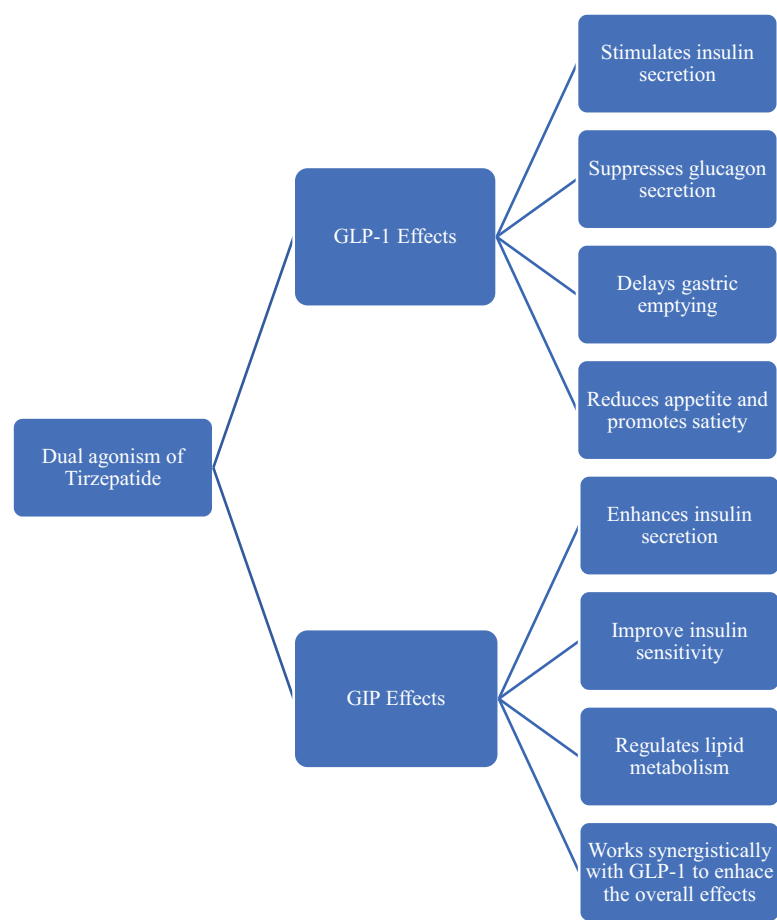 Dual agonism of
Tirzepatide
GLP-1 Effects
Stimulates insulin
secretion
Suppresses glucagon
secretion
Delays gastric
emptying
Reduces appetite and
promotes satiety
GIP Effects
Enhances insulin
secretion
Improve insulin
sensitivity
Regulates lipid
metabolism
Works synergistically
with GLP-1 to enhace
the overall effects